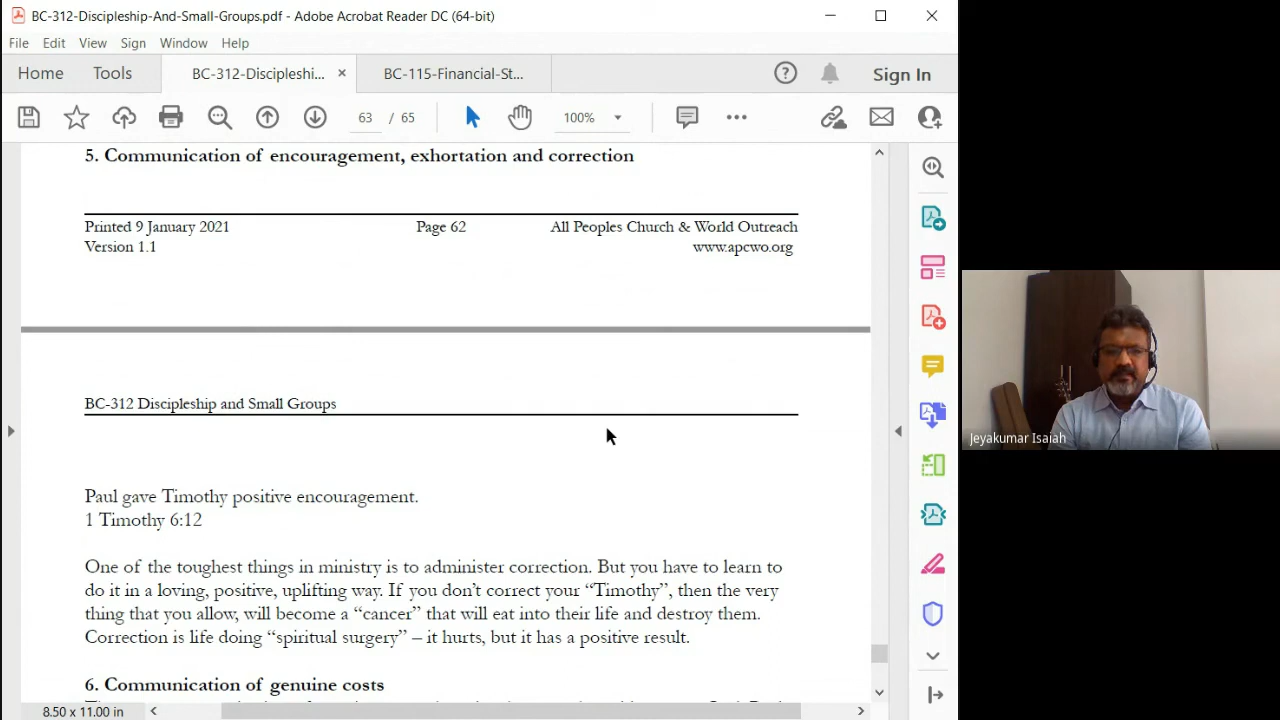 BC-312-Discipleship-And-Small-Groups.pdf - Adobe Acrobat Reader DC (64-bit)
File Edit View Sign Window Help
Home Tools BC-312-Discipleshi... × BC-115-Financial-St... Sign In
63 / 65 100%
5. Communication of encouragement, exhortation and correction
Printed 9 January 2021 Page 62 All Peoples Church & World Outreach
Version 1.1 www.apcwo.org
BC-312 Discipleship and Small Groups
Paul gave Timothy positive encouragement.
1 Timothy 6:12
One of the toughest things in ministry is to administer correction. But you have to learn to
do it in a loving, positive, uplifting way. If you don't correct your “Timothy”, then the very
thing that you allow, will become a “cancer” that will eat into their life and destroy them.
Correction is life doing “spiritual surgery” – it hurts, but it has a positive result.
6. Communication of genuine costs
8.50 x 11.00 in
Jeyakumar Isaiah